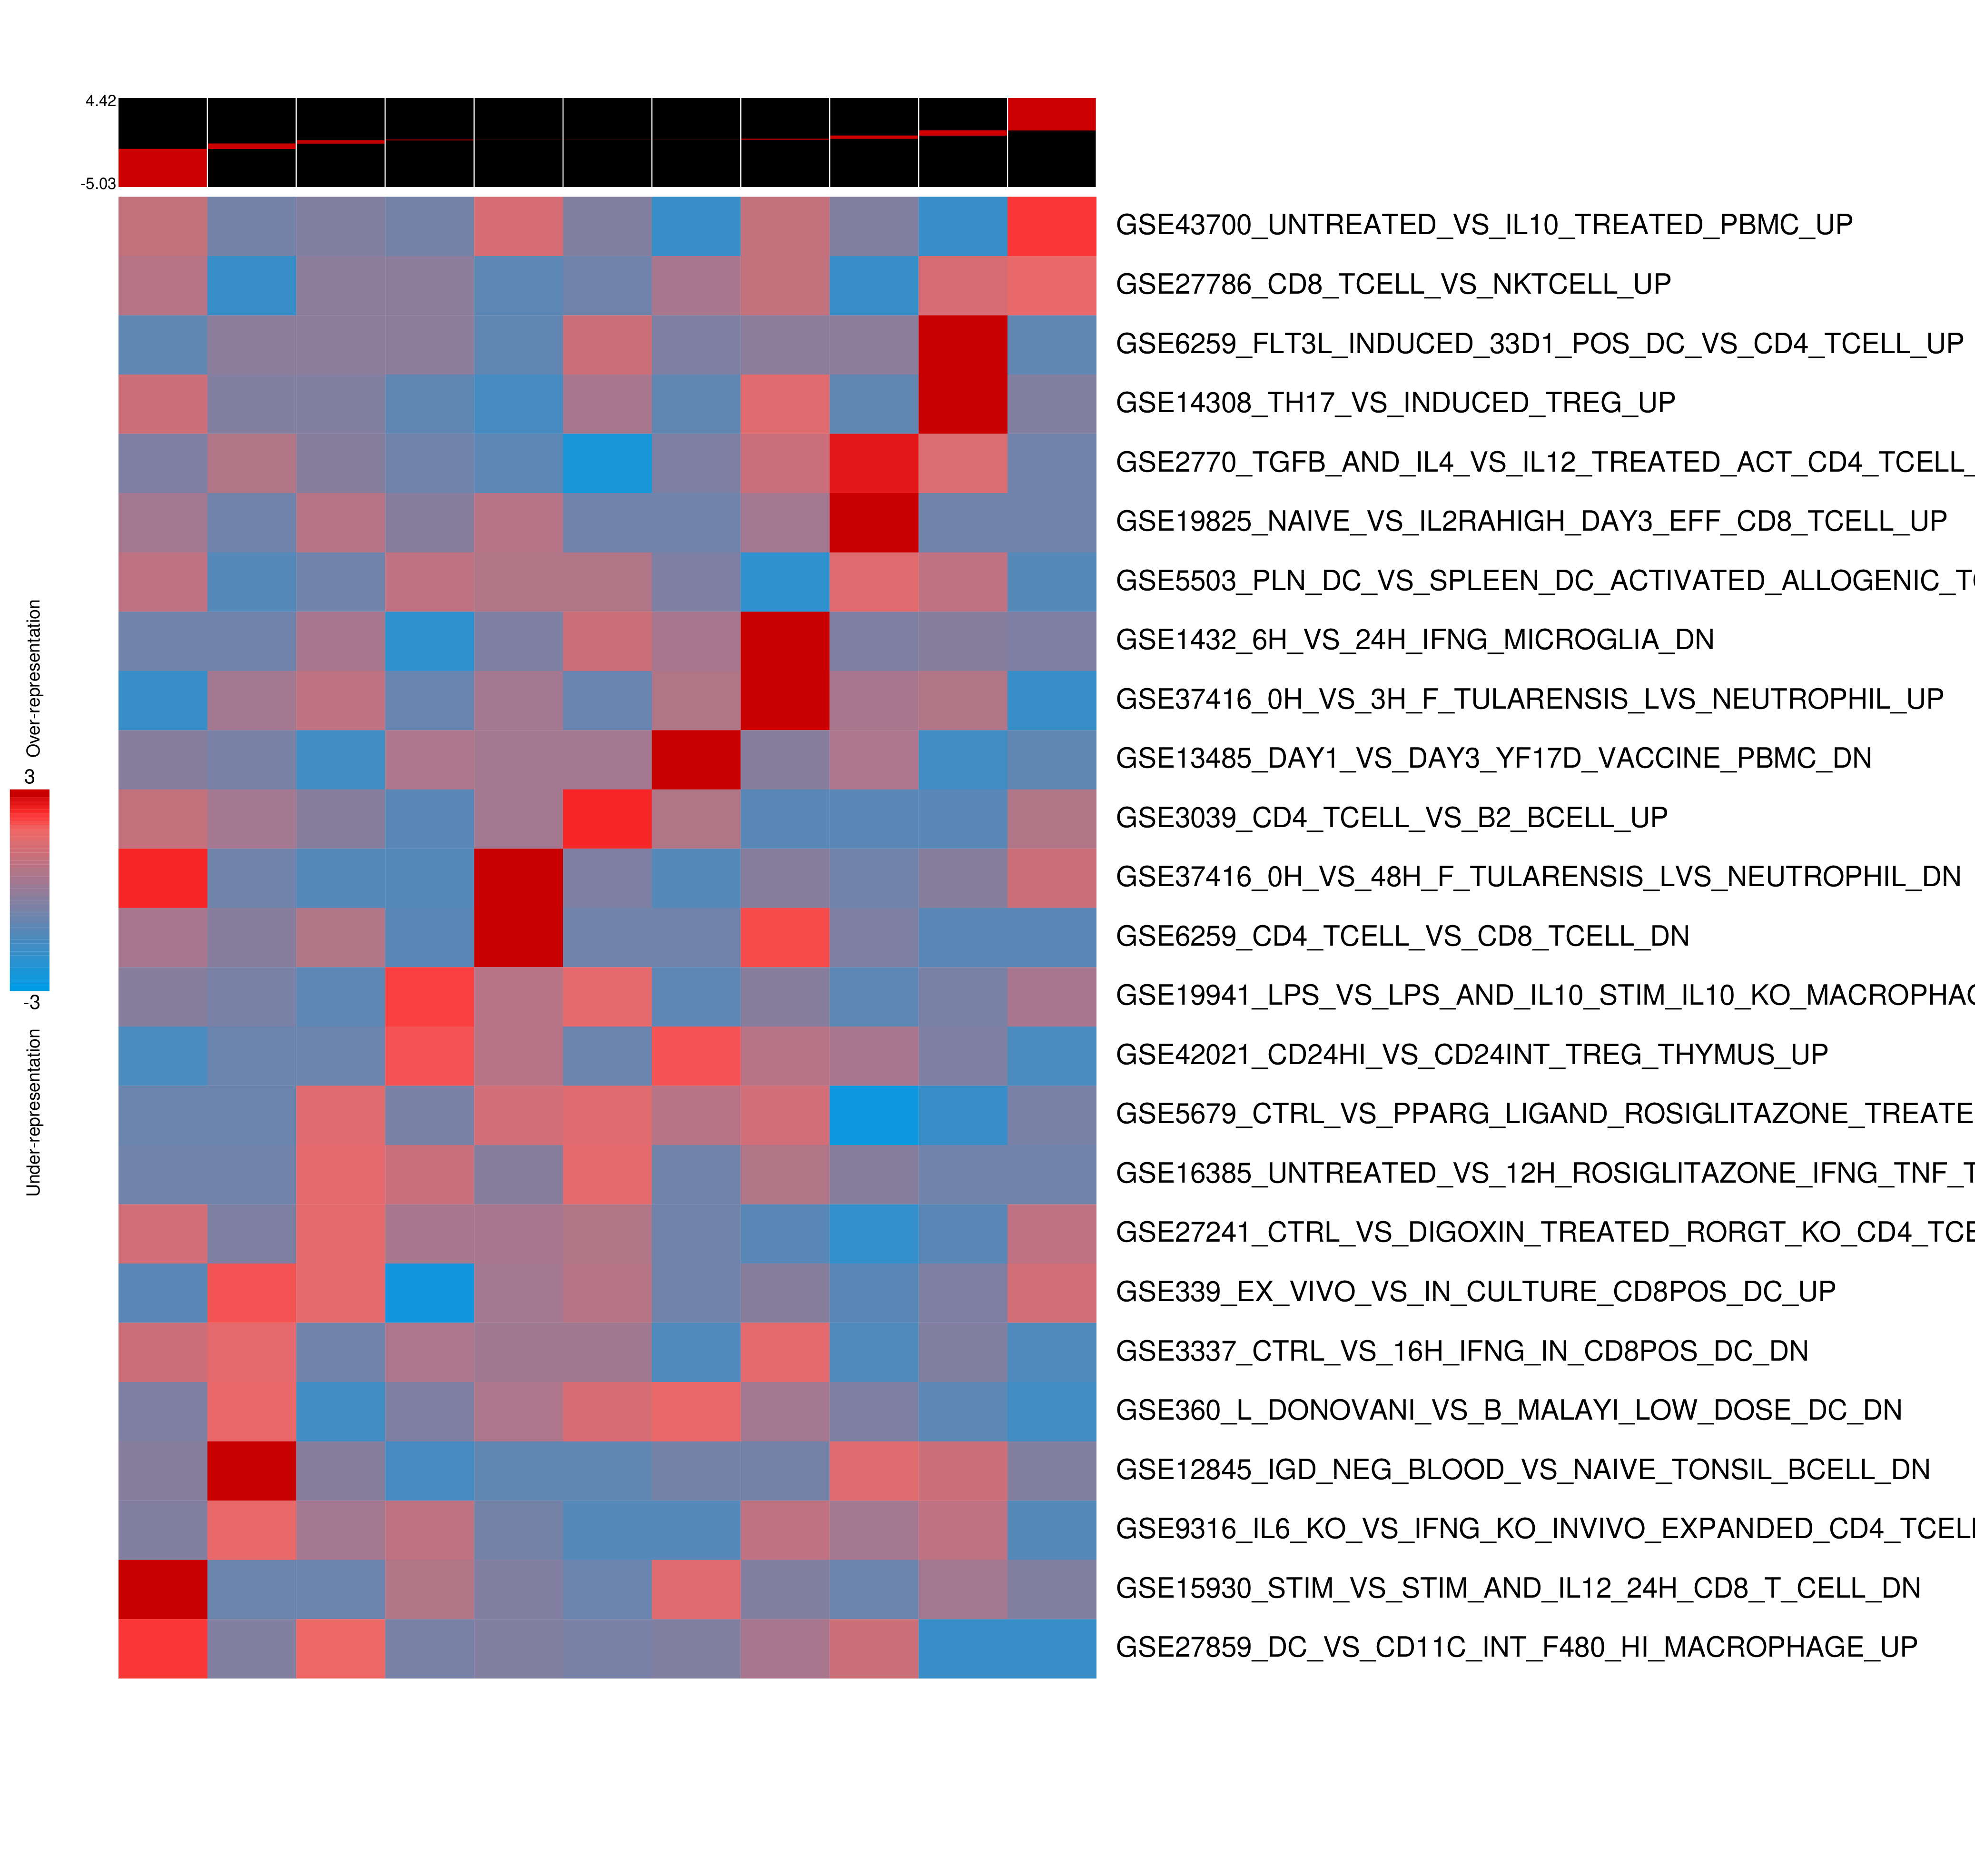 4.42
-5.03
GSE43700_UNTREATED_VS_IL10_TREATED_PBMC_UP
GSE27786_CD8_TCELL_VS_NKTCELL_UP
GSE6259_FLT3L_INDUCED_33D1_POS_DC_VS_CD4_TCELL_UP
GSE14308_TH17_VS_INDUCED_TREG_UP
GSE2770_TGFB_AND_IL4_VS_IL12_TREATED_ACT_CD4_TCELL_
GSE19825_NAIVE_VS_IL2RAHIGH_DAY3_EFF_CD8_TCELL_UP
GSE5503_PLN_DC_VS_SPLEEN_DC_ACTIVATED_ALLOGENIC_T
GSE1432_6H_VS_24H_IFNG_MICROGLIA_DN
GSE37416_0H_VS_3H_F_TULARENSIS_LVS_NEUTROPHIL_UP
GSE13485_DAY1_VS_DAY3_YF17D_VACCINE_PBMC_DN
GSE3039_CD4_TCELL_VS_B2_BCELL_UP
GSE37416_0H_VS_48H_F_TULARENSIS_LVS_NEUTROPHIL_DN
GSE6259_CD4_TCELL_VS_CD8_TCELL_DN
GSE19941_LPS_VS_LPS_AND_IL10_STIM_IL10_KO_MACROPHAG
GSE42021_CD24HI_VS_CD24INT_TREG_THYMUS_UP
GSE5679_CTRL_VS_PPARG_LIGAND_ROSIGLITAZONE_TREATE
GSE16385_UNTREATED_VS_12H_ROSIGLITAZONE_IFNG_TNF_T
GSE27241_CTRL_VS_DIGOXIN_TREATED_RORGT_KO_CD4_TCE
GSE339_EX_VIVO_VS_IN_CULTURE_CD8POS_DC_UP
GSE3337_CTRL_VS_16H_IFNG_IN_CD8POS_DC_DN
GSE360_L_DONOVANI_VS_B_MALAYI_LOW_DOSE_DC_DN
GSE12845_IGD_NEG_BLOOD_VS_NAIVE_TONSIL_BCELL_DN
GSE9316_IL6_KO_VS_IFNG_KO_INVIVO_EXPANDED_CD4_TCELL
GSE15930_STIM_VS_STIM_AND_IL12_24H_CD8_T_CELL_DN
GSE27859_DC_VS_CD11C_INT_F480_HI_MACROPHAGE_UP
Over-representation
3
-3
Under-representation